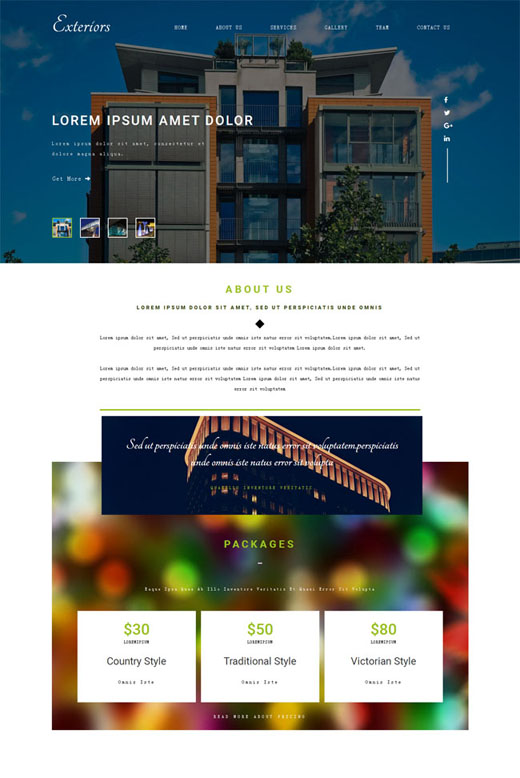 Exteriors
HOME ABOUT US SERVICES GALLERY TEAM CONTACT US
LOREM IPSUM AMET DOLOR
Lorem ipsum dolor sit amet, consectetur et
dolore magna aliqua.
Get More
ABOUT US
LOREM IPSUM DOLOR SIT AMET, SED UT PERSPICIATIS UNDE OMNIS
Lorem ipsum dolor sit amet, Sed ut perspiciatis unde omnis iste natus error sit voluptatem.Lorem ipsum dolor sit amet, Sed ut
perspiciatis unde omnis iste natus error sit voluptatem Lorem ipsum dolor sit amet.
Lorem ipsum dolor sit amet, Sed ut perspiciatis unde omnis iste natus error sit voluptatem.Lorem ipsum dolor sit amet, Sed ut
perspiciatis unde omnis iste natus error sit voluptatem Lorem ipsum dolor sit amet, Sed ut perspiciatis unde omnis iste natus
error sit voluptatem
Sed ut perspiciatis unde omnis iste natus error sit voluptatem.perspiciatis
unde omnis iste natus error sit volupta
INVENTORE VERITATIS
PACKAGES
Eaque Ipsa Quae Ab Illo Inventore Veritatis Et Quasi Error Sit Volupta
$30 $50 $80
LOREMIPSUM LOREMIPSUM LOREMIPSUM
Country Style Traditional Style Victorian Style
Omnis Iste Omnis Iste Omnis Iste
READ MORE ABOUT PRICING